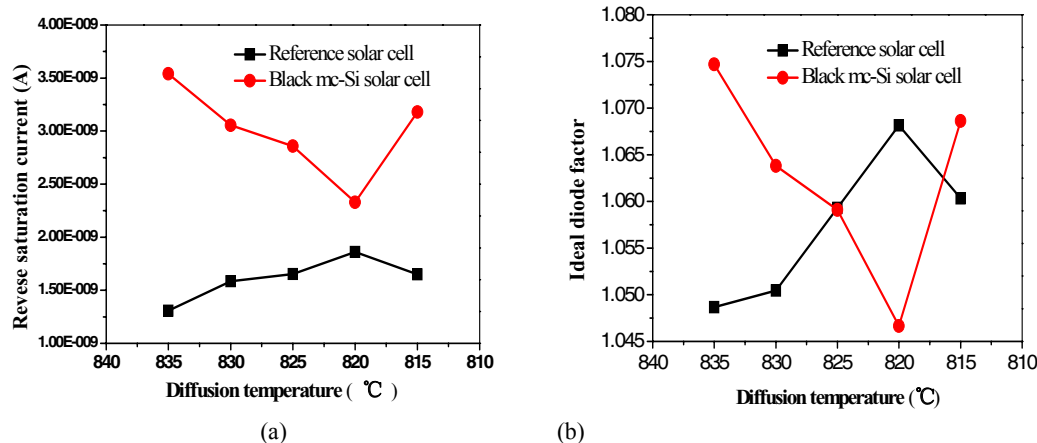 4.00E-009
3.50E-009
3.00E-009
2.50E-009
2.00E-009
1.50E-009
1.00E-009
Revese saturation current (A)
Reference solar cell
Black mc-Si solar cell
840 835 830 825 820 815 810
Diffusion temperature ( ℃)
(a)
1.080
1.075
1.070
1.065
1.060
1.055
1.050
1.045
Ideal diode factor
Reference solar cell
Black mc-Si solar cell
840 835 830 825 820 815 810
Diffusion temperature (℃)
(b)